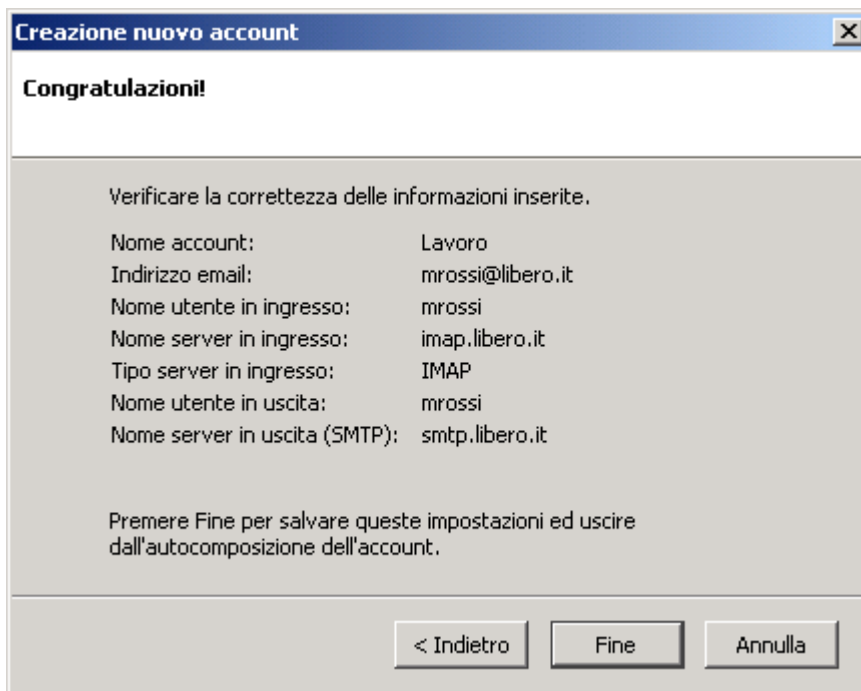 Creazione nuovo account
Congratulazioni!
Verificare la correttezza delle informazioni inserite.
Nome account: Lavoro
Indirizzo email: mrossi@libero.it
Nome utente in ingresso: mrossi
Nome server in ingresso: imap.libero.it
Tipo server in ingresso: IMAP
Nome utente in uscita: mrossi
Nome server in uscita (SMTP): smtp.libero.it
Premere Fine per salvare queste impostazioni ed uscire
dall'autocomposizione dell'account.
< Indietro Fine Annulla